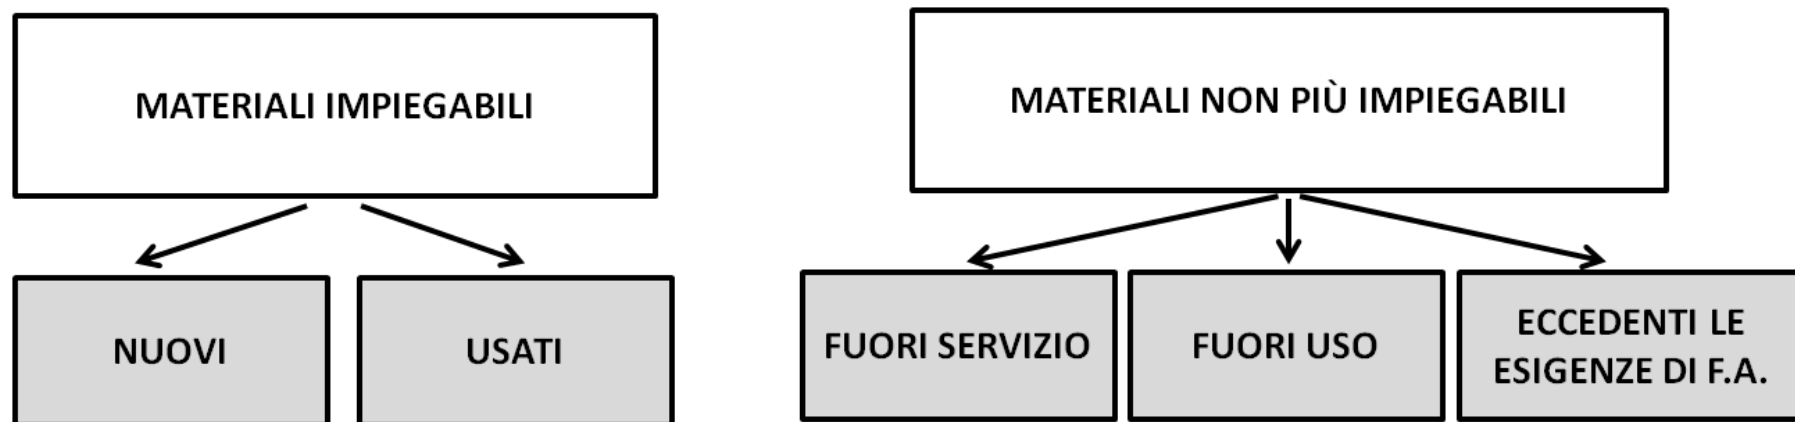 MATERIALI IMPIEGABILI
MATERIALI NON PIÙ IMPIEGABILI
NUOVI
USATI
FUORI SERVIZIO
FUORI USO
ECCEDENTI LE
ESIGENZE DI F.A.